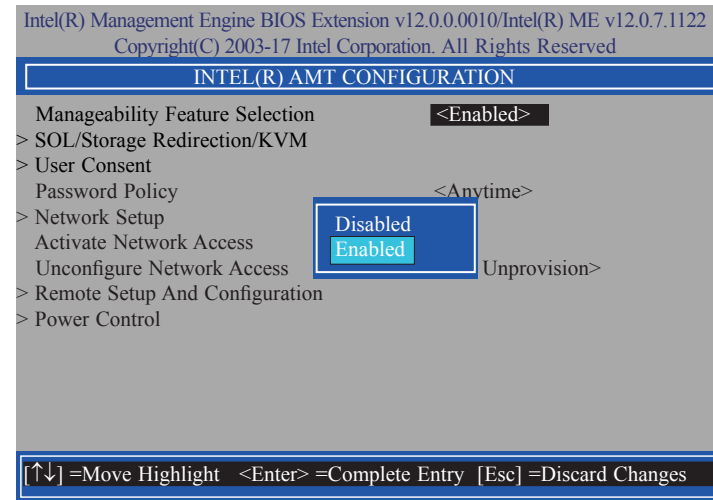 Intel(R) Management Engine BIOS Extension v12.0.0.0010/Intel(R) ME v12.0.7.1122
Copyright(C) 2003-17 Intel Corporation. All Rights Reserved
INTEL(R) AMT CONFIGURATION
Manageability Feature Selection <Enabled>
> SOL/Storage Redirection/KVM
> User Consent
Password Policy <Anytime>
> Network Setup
Disabled
Activate Network Access
Enabled
Unconfigure Network Access Unprovision>
> Remote Setup And Configuration
> Power Control
[↑↓] =Move Highlight <Enter> =Complete Entry [Esc] =Discard Changes